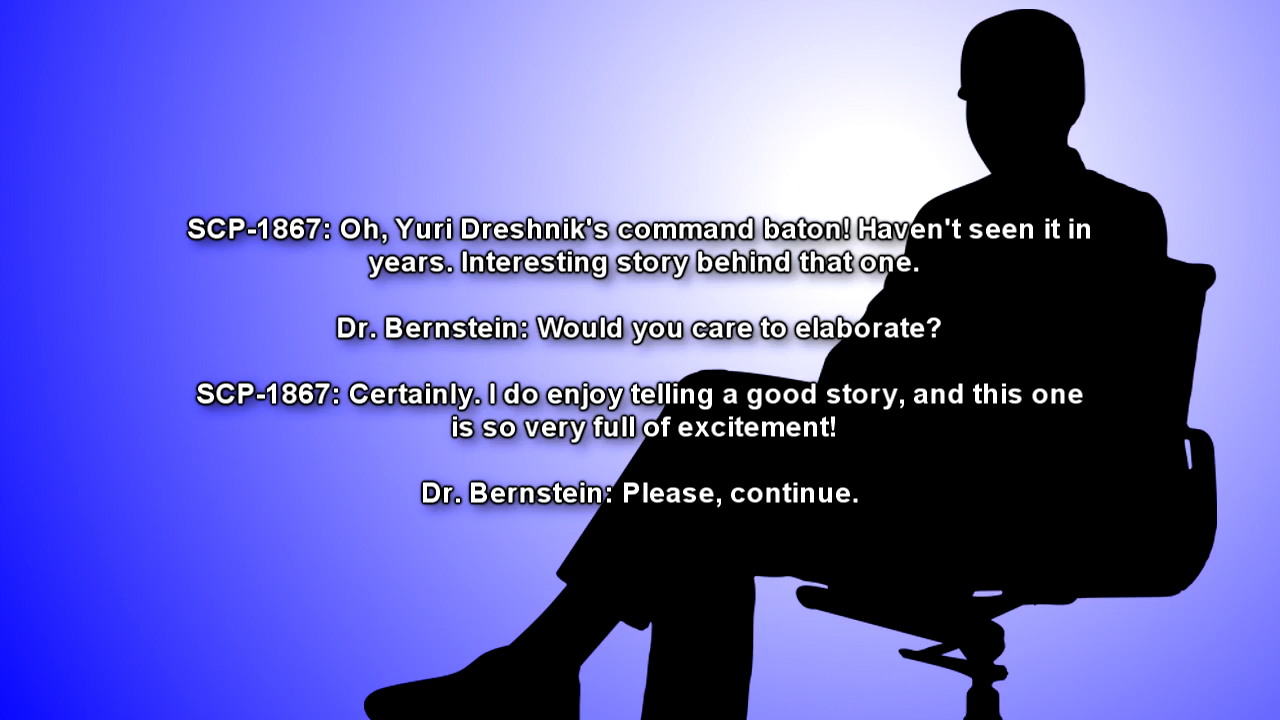 SCP-1867: Oh, Yuri Dreshnik's command baton! Haven't seen it in
years. Interesting story behind that one.
Dr. Bernstein: Would you care to elaborate?
SCP-1867: Certainly. I do enjoy telling a good story, and this one
is so very full of excitement!
Dr. Bernstein: Please, continue.